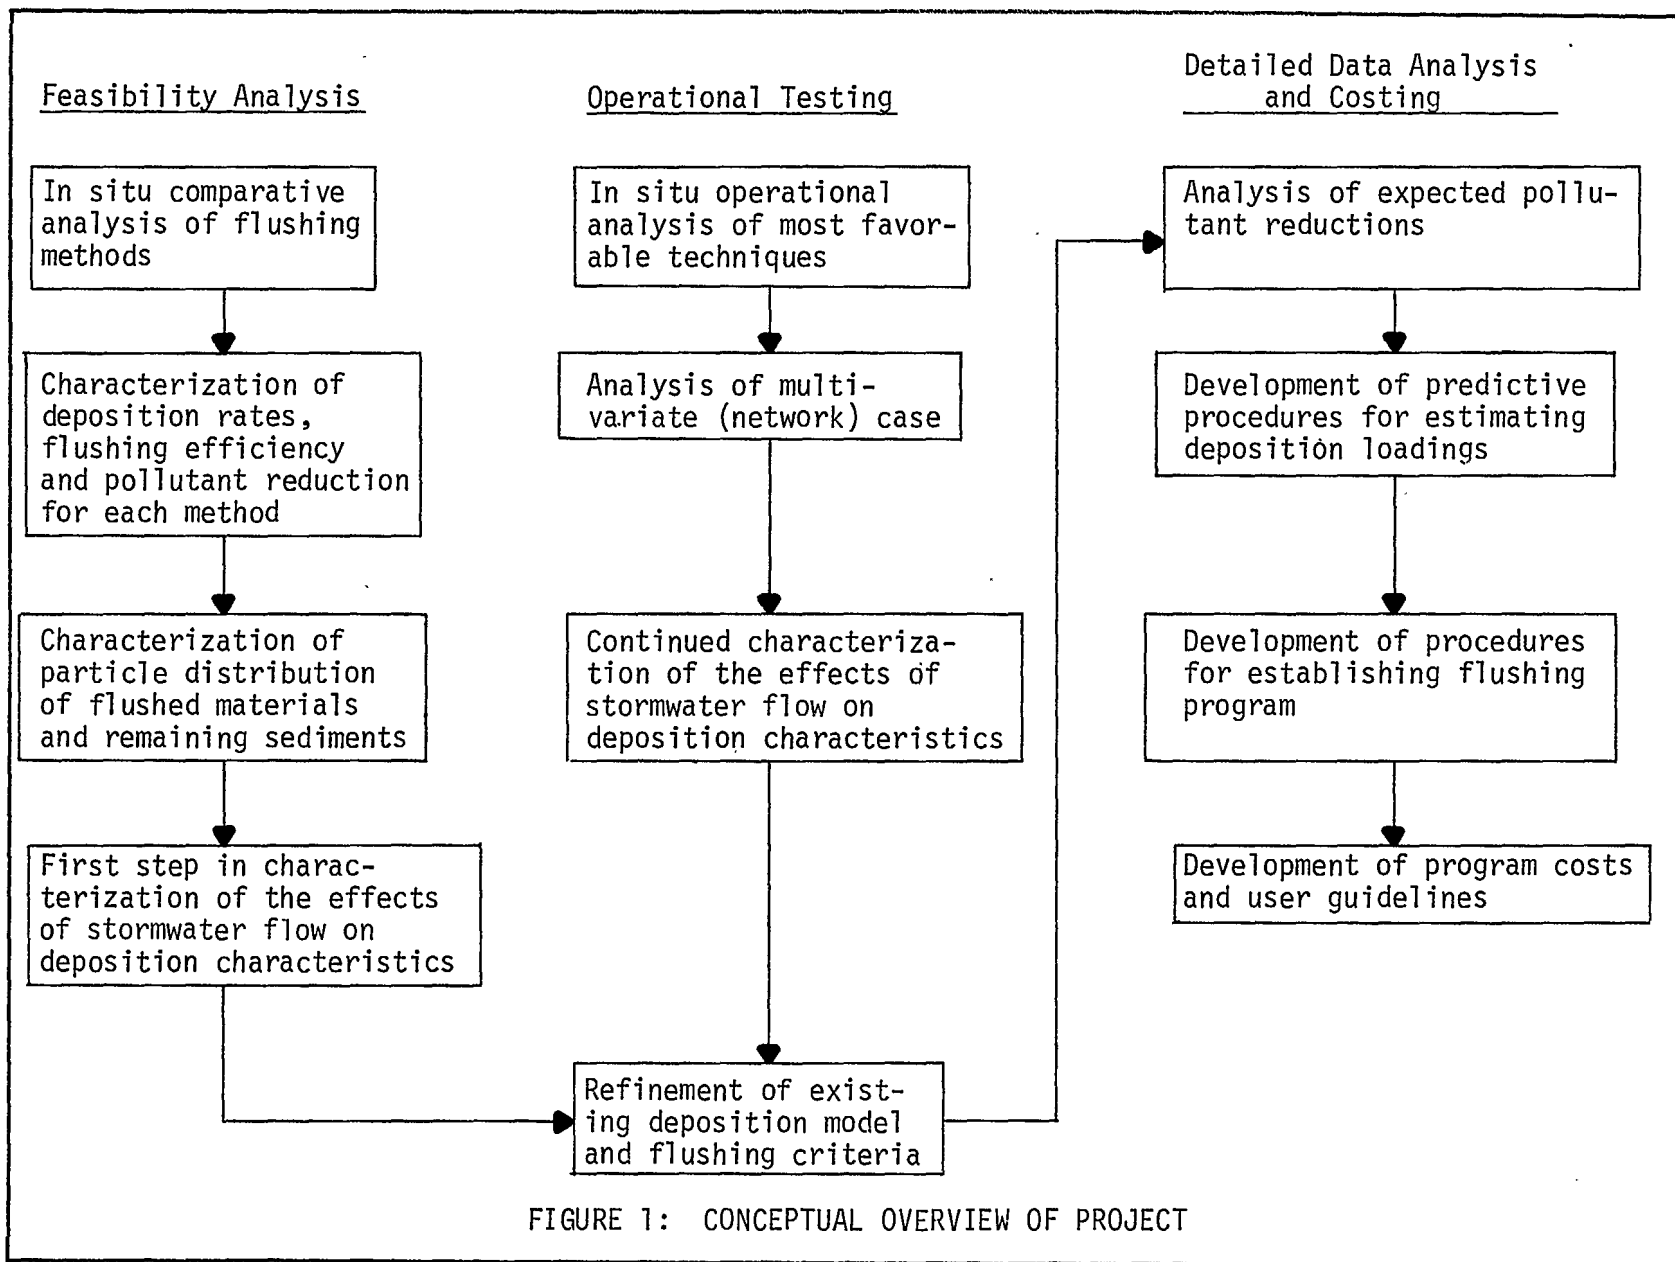 Feasibility Analysis
In situ comparative
analysis of flushing
methods
Characterization of
deposition rates,
flushing efficiency
and pollutant reduction
for each method
Characterization of
particle distribution
of flushed materials
and remaining sediments
First step in charac-
terization of the effects
of stormwater flow on
deposition characteristics
Operational Testing
In situ operational
analysis of most favor-
able techniques
Analysis of multi-
variate (network) case
Continued characteriza-
tion of the effects of
stormwater flow on
deposition characteristics
Refinement of exist-
ing deposition model
and flushing criteria
Detailed Data Analysis
and Costing
Analysis of expected pollu-
tant reductions
Development of predictive
procedures for estimating
deposition loadings
Development of procedures
for establishing flushing
program
Development of program costs
and user guidelines
FIGURE 1: CONCEPTUAL OVERVIEW OF PROJECT